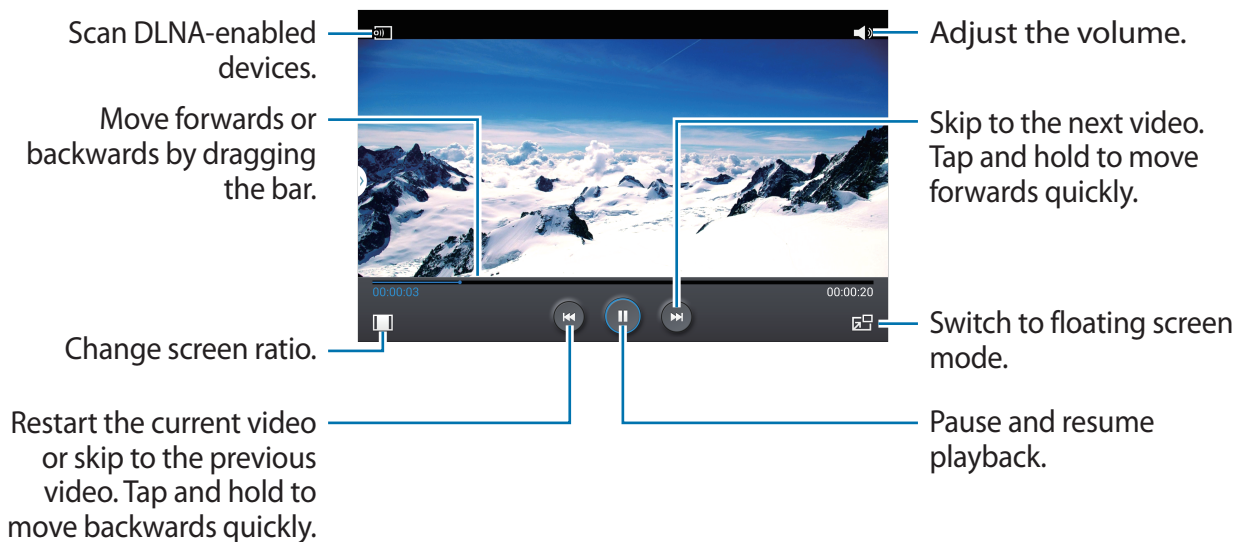 Scan DLNA-enabled
devices.
Move forwards or
backwards by dragging
the bar.
Change screen ratio.
Restart the current video
or skip to the previous
video. Tap and hold to
move backwards quickly.
00:00:03
00:00:20
Adjust the volume.
Skip to the next video.
Tap and hold to move
forwards quickly.
Switch to floating screen
mode.
Pause and resume
playback.